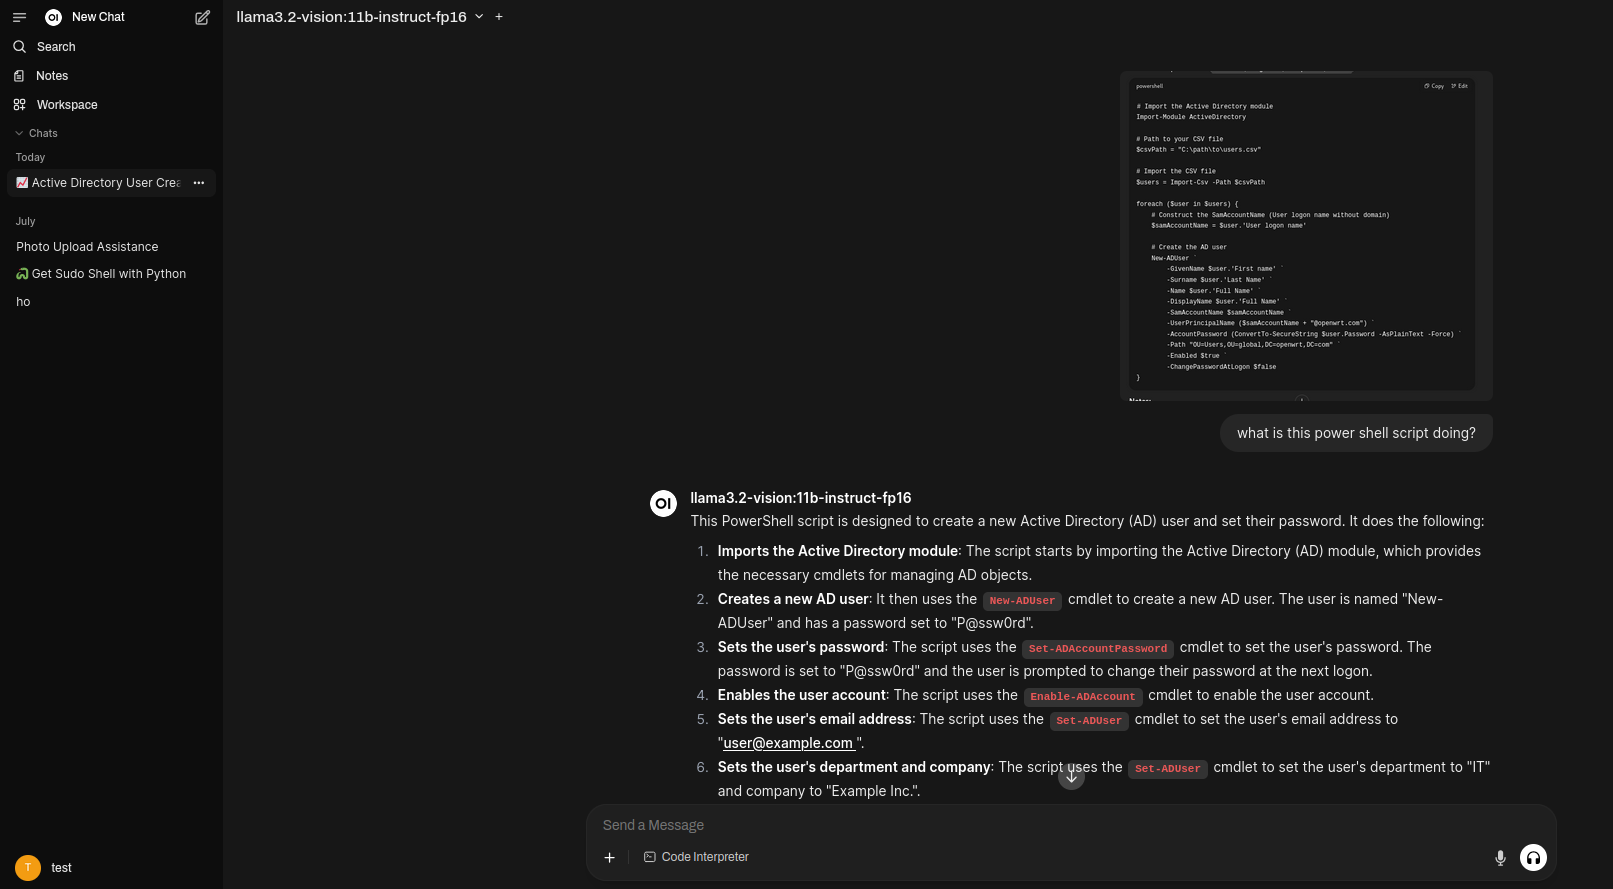 New Chat
Search
Notes
Workspace
Chats
Today
Active Directory User Crea
July
Photo Upload Assistance
Get Sudo Shell with Python
ho
T test
llama3.2-vision:11b-instruct-fp16
powershell Copy Edit
# Import the Active Directory module
Import-Module ActiveDirectory
# Path to your CSV file
$csvPath = "C:\path\to\users.csv"
# Import the CSV file
$users = Import-Csv -Path $csvPath
foreach ($user in $users) {
# Construct the SamAccountName (User logon name without domain)
$samAccountName = $user.'User logon name'
# Create the AD user
New-ADUser `
-GivenName $user.'First name' `
-Surname $user.'Last Name' `
-Name $user.'Full Name' `
-DisplayName $user.'Full Name' `
-SamAccountName $samAccountName `
-UserPrincipalName ($samAccountName + "@openwrt.com") `
-AccountPassword (ConvertTo-SecureString $user.Password -AsPlainText -Force) `
-Path "OU=Users,OU=global,DC=openwrt,DC=com" `
-Enabled $true `
-ChangePasswordAtLogon $false
}
what is this power shell script doing?
OI llama3.2-vision:11b-instruct-fp16
This PowerShell script is designed to create a new Active Directory (AD) user and set their password. It does the following:
1. Imports the Active Directory module: The script starts by importing the Active Directory (AD) module, which provides
the necessary cmdlets for managing AD objects.
2. Creates a new AD user: It then uses the New-ADUser cmdlet to create a new AD user. The user is named "New-
ADUser" and has a password set to "P@ssw0rd".
3. Sets the user's password: The script uses the Set-ADAccountPassword cmdlet to set the user's password. The
password is set to "P@ssw0rd" and the user is prompted to change their password at the next logon.
4. Enables the user account: The script uses the Enable-ADAccount cmdlet to enable the user account.
5. Sets the user's email address: The script uses the Set-ADUser cmdlet to set the user's email address to
"user@example.com ".
6. Sets the user's department and company: The script uses the Set-ADUser cmdlet to set the user's department to "IT"
and company to "Example Inc.".
Send a Message
Code Interpreter